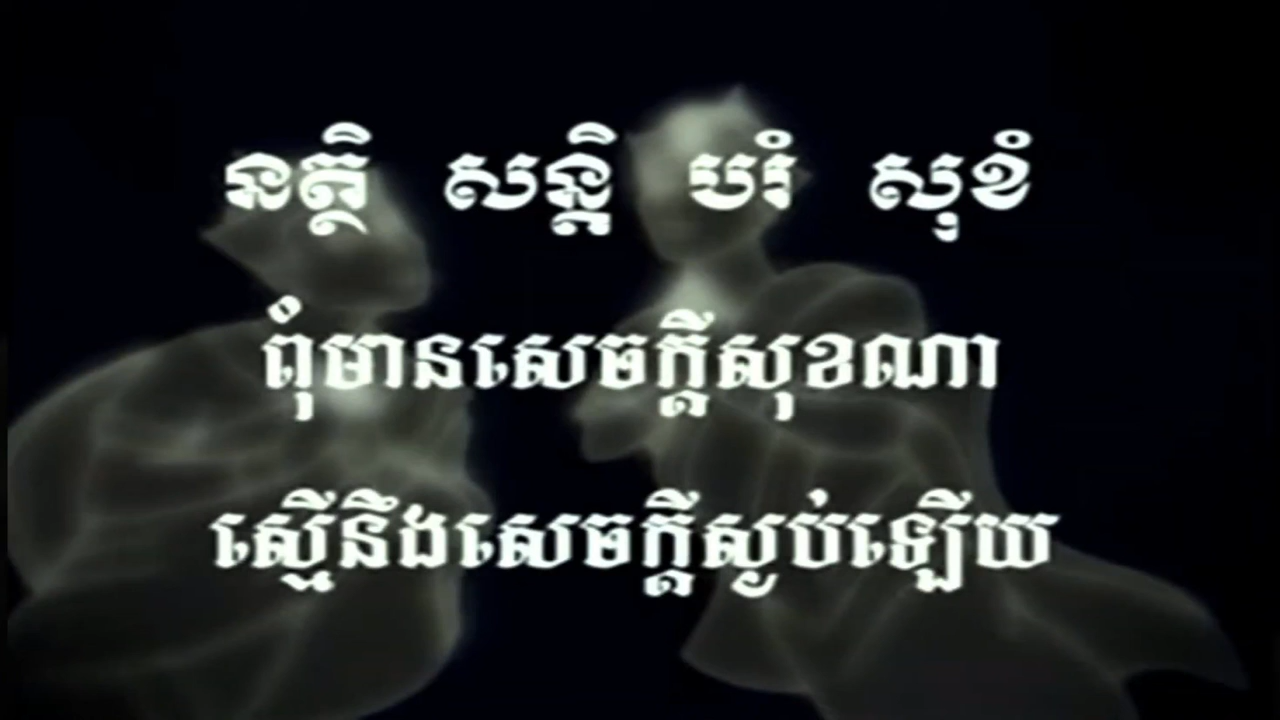 នត្ថិ សន្តិ បរំ សុខំ
ពុំមានសេចក្តីសុខណា
ស្មើនឹងសេចក្តីស្ងប់ឡើយ